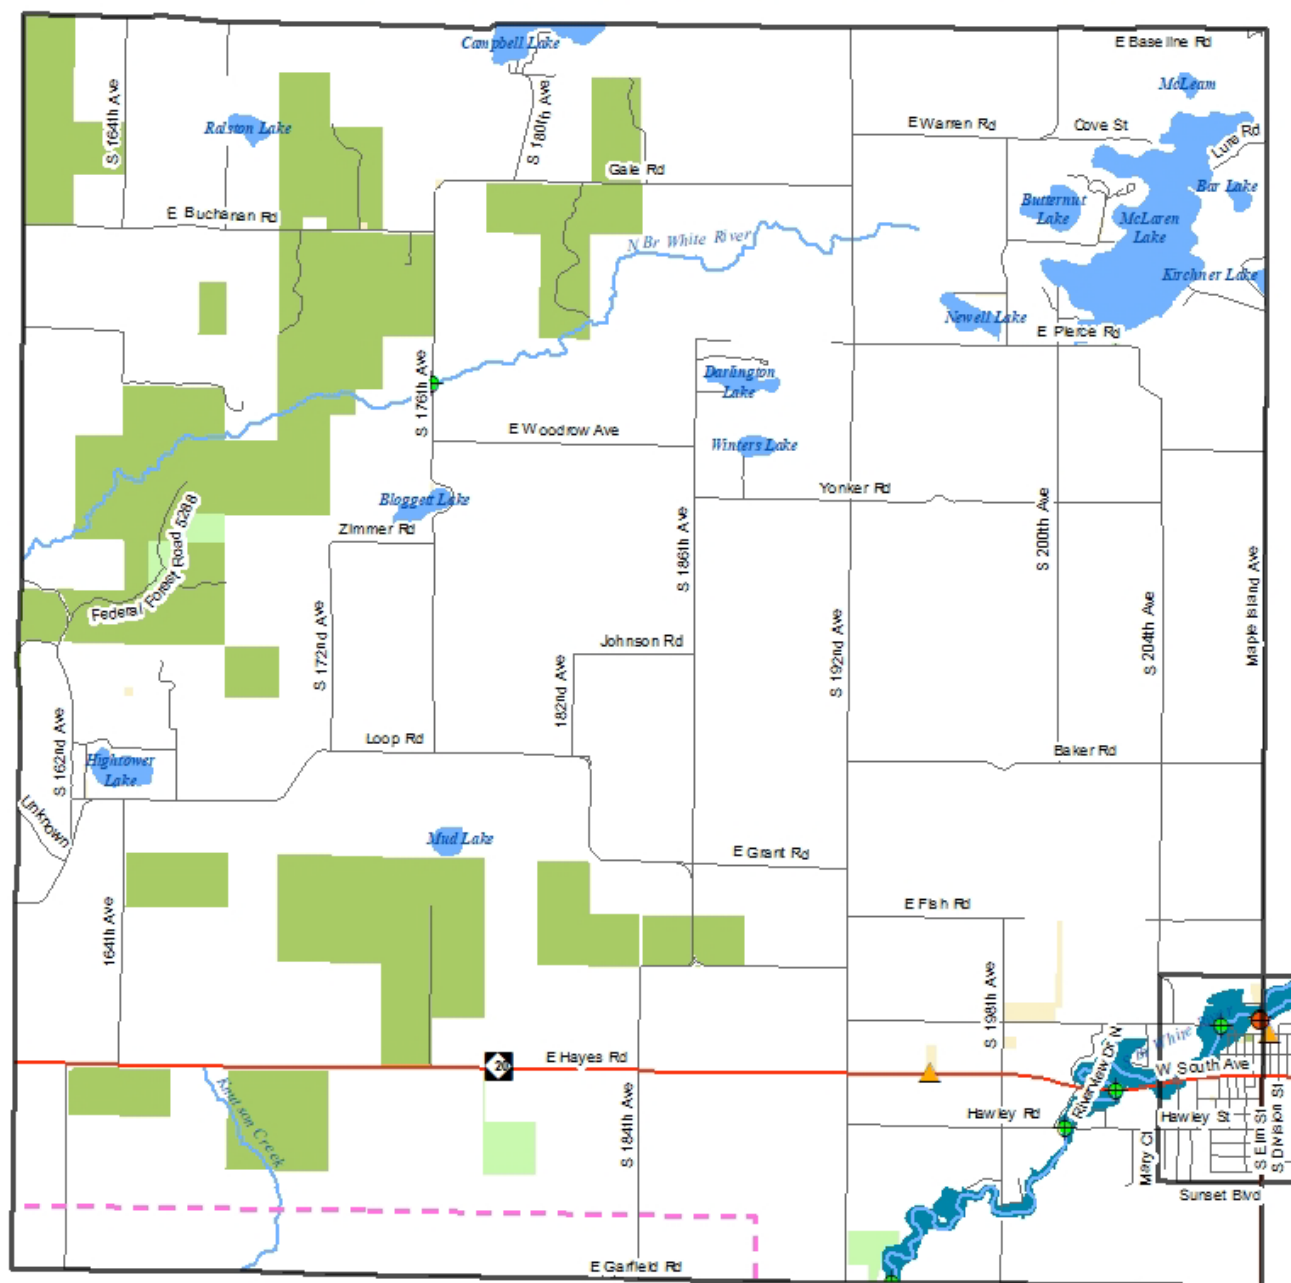 Campbell Lake
E Baseline Rd
McLeam
S 164th Ave
S 180th Ave
Ralston Lake
E Warren Rd
Cove St
Lure Rd
Gale Rd
Butternut
Lake
Bar Lake
McLaren
Lake
E Buchanan Rd
N Br White River
Kirchner Lake
Newell Lake
E Pierce Rd
Darlington
Lake
S 176th Ave
E Woodrow Ave
Winters Lake
Yonker Rd
Bloggett Lake
Zimmer Rd
Federal Forest Road 5288
S 186th Ave
S 200th Ave
Maple Island Ave
S 172nd Ave
S 192nd Ave
S 204th Ave
Johnson Rd
182nd Ave
S 162nd Ave
Loop Rd
Baker Rd
Hightower
Lake
Unknown
Mud Lake
E Grant Rd
164th Ave
E Fish Rd
S 198th Ave
E Hayes Rd
20
Riverview Dr N
Br White
W South Ave
Knutson Creek
S 184th Ave
Hawley Rd
Hawley St
Mary Ct
S Elm St
S Division St
Sunset Blvd
E Garfield Rd